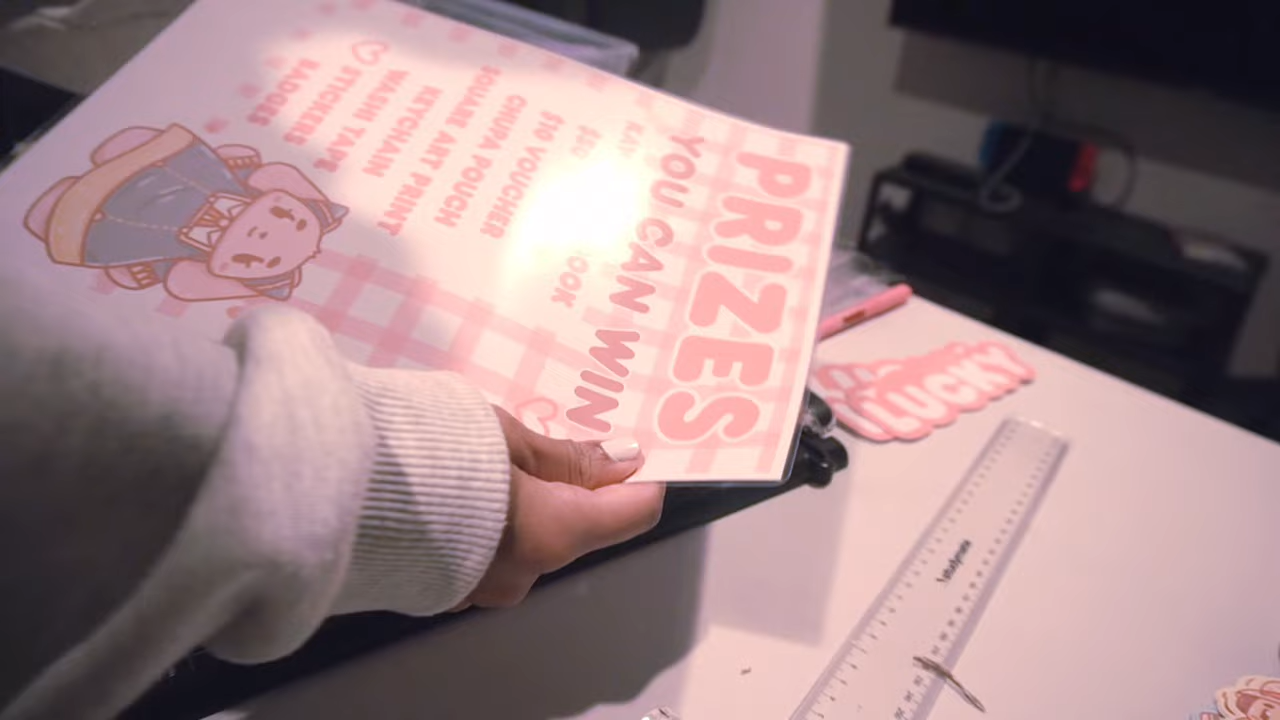 PRIZES
YOU CAN WIN
$10 VOUCHER
CHUPA POUCH
SQUARE ART PRINT
KEYCHAIN
WASHI TAPE
STICKERS
BADGES
LUCKY